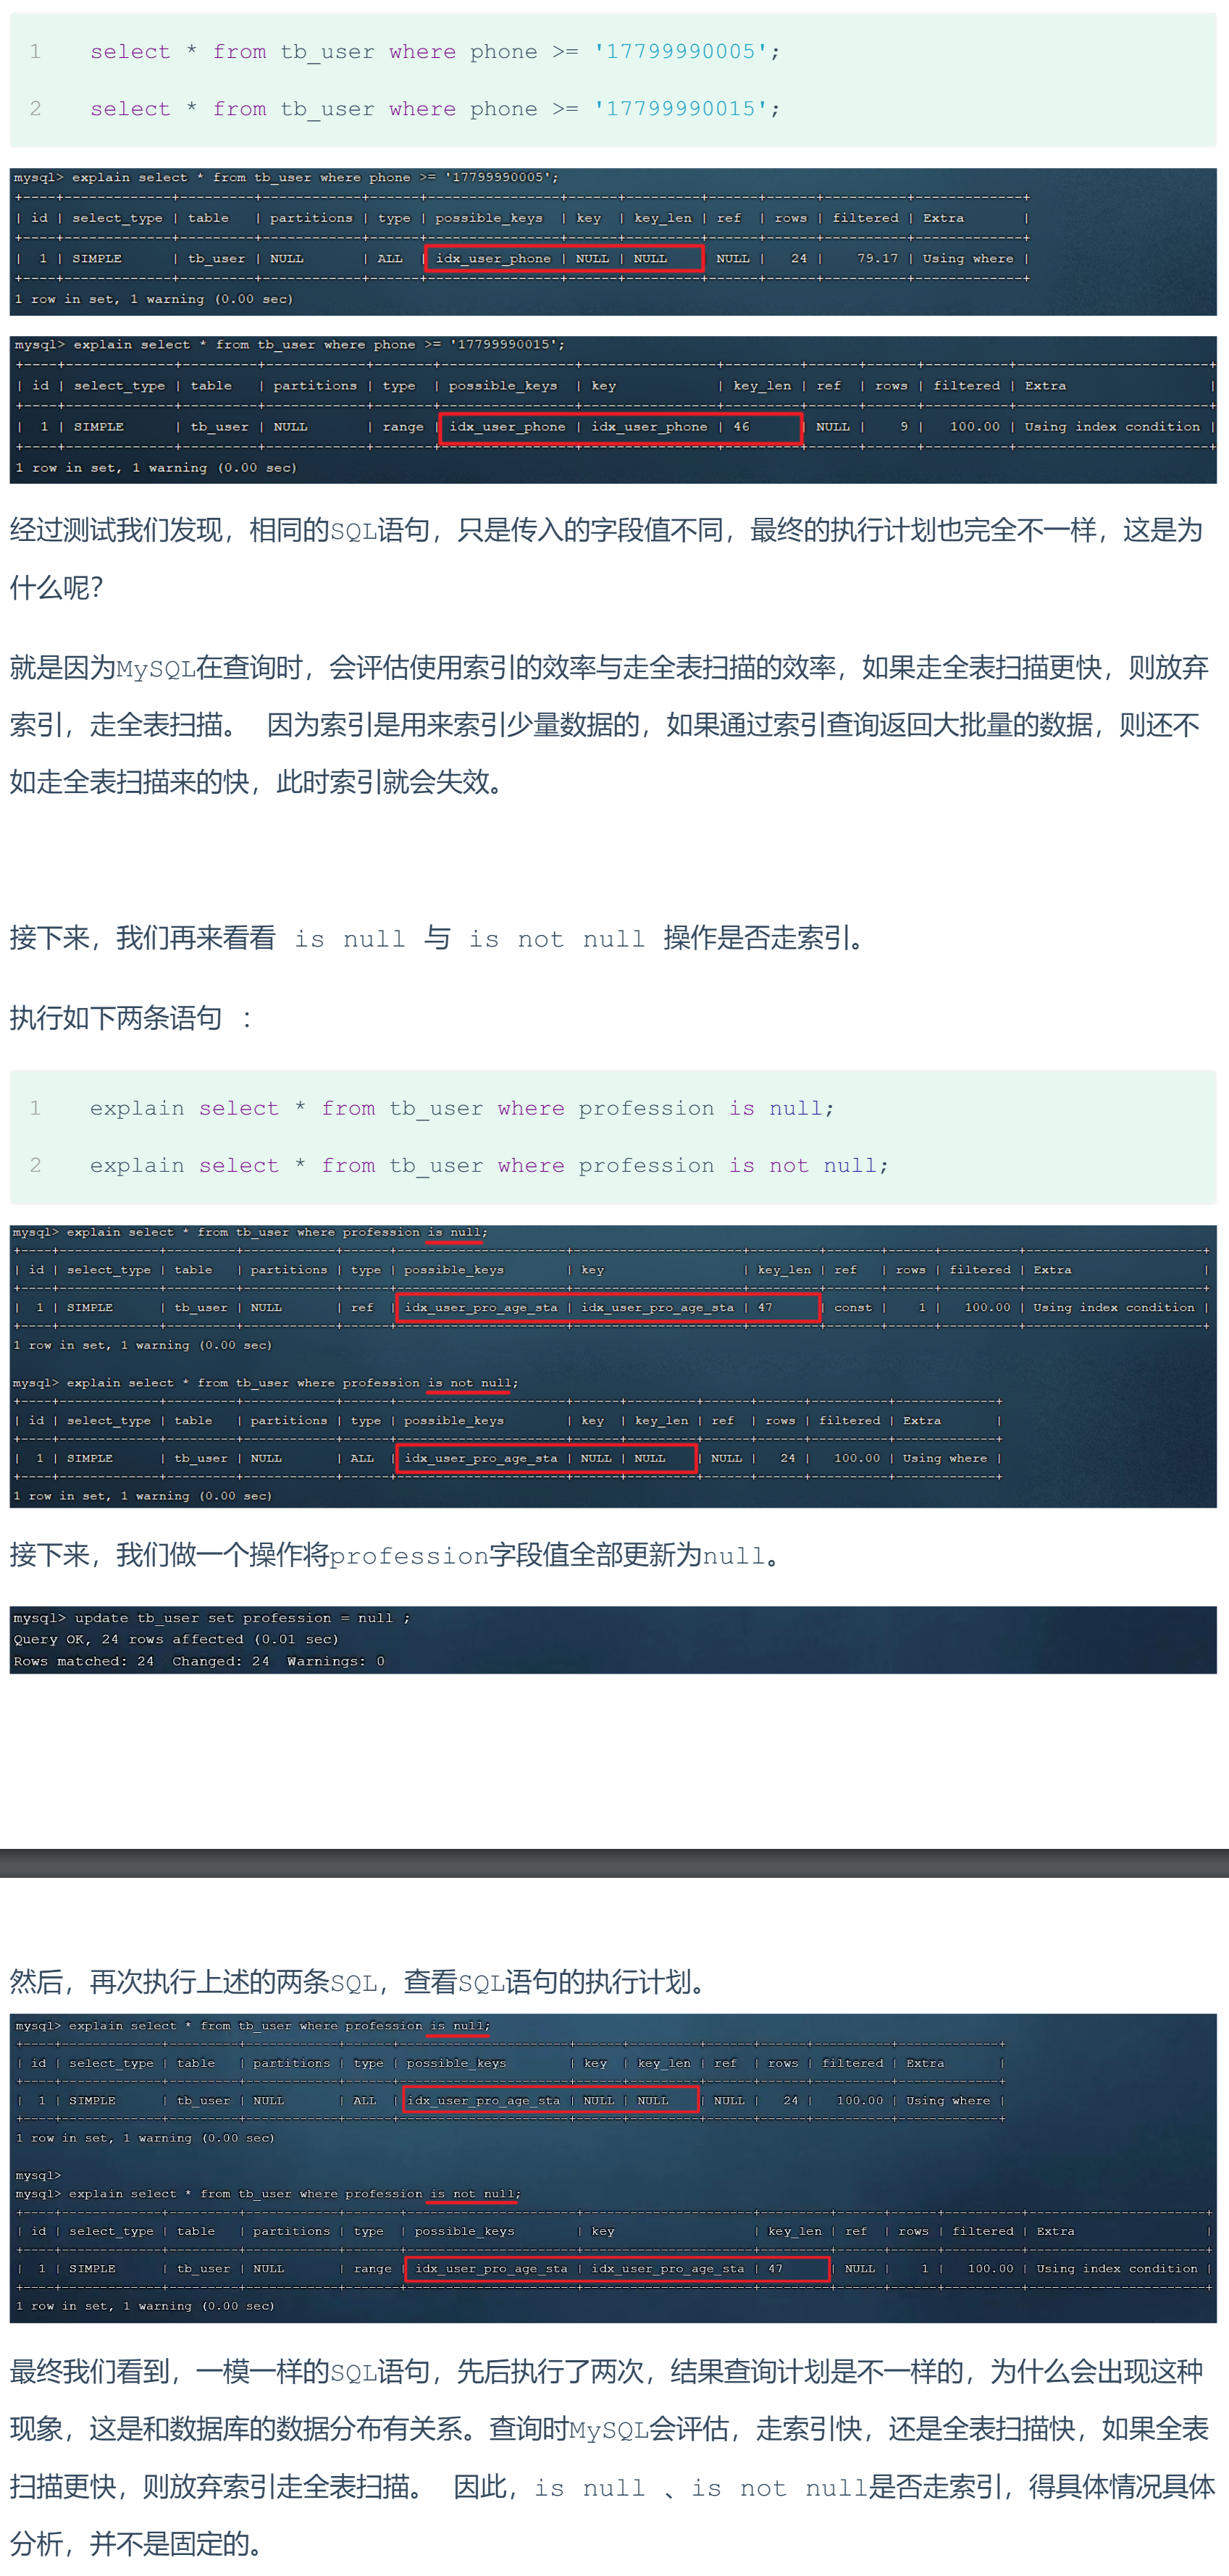 1 select * from tb_user where phone >= '17799990005';
2 select * from tb_user where phone >= '17799990015';
mysql> explain select * from tb_user where phone >= '17799990005';
+----+-------------+---------+------------+------+----------------+------+---------+------+------+----------+-------------+
| id | select_type | table | partitions | type | possible_keys | key | key_len | ref | rows | filtered | Extra |
+----+-------------+---------+------------+------+----------------+------+---------+------+------+----------+-------------+
| 1 | SIMPLE | tb_user | NULL | ALL | idx_user_phone | NULL | NULL | NULL | 24 | 79.17 | Using where |
+----+-------------+---------+------------+------+----------------+------+---------+------+------+----------+-------------+
1 row in set, 1 warning (0.00 sec)
mysql> explain select * from tb_user where phone >= '17799990015';
+----+-------------+---------+------------+-------+----------------+----------------+---------+------+------+----------+-----------------------+
| id | select_type | table | partitions | type | possible_keys | key | key_len | ref | rows | filtered | Extra |
+----+-------------+---------+------------+-------+----------------+----------------+---------+------+------+----------+-----------------------+
| 1 | SIMPLE | tb_user | NULL | range | idx_user_phone | idx_user_phone | 46 | NULL | 9 | 100.00 | Using index condition |
+----+-------------+---------+------------+-------+----------------+----------------+---------+------+------+----------+-----------------------+
1 row in set, 1 warning (0.00 sec)
经过测试我们发现，相同的SQL语句，只是传入的字段值不同，最终的执行计划也完全不一样，这是为
什么呢？
就是因为MySQL在查询时，会评估使用索引的效率与走全表扫描的效率，如果走全表扫描更快，则放弃
索引，走全表扫描。 因为索引是用来索引少量数据的，如果通过索引查询返回大批量的数据，则还不
如走全表扫描来的快，此时索引就会失效。
接下来，我们再来看看 is null 与 is not null 操作是否走索引。
执行如下两条语句 ：
1 explain select * from tb_user where profession is null;
2 explain select * from tb_user where profession is not null;
mysql> explain select * from tb_user where profession is null;
+----+-------------+---------+------------+------+----------------------+----------------------+---------+-------+------+----------+-----------------------+
| id | select_type | table | partitions | type | possible_keys | key | key_len | ref | rows | filtered | Extra |
+----+-------------+---------+------------+------+----------------------+----------------------+---------+-------+------+----------+-----------------------+
| 1 | SIMPLE | tb_user | NULL | ref | idx_user_pro_age_sta | idx_user_pro_age_sta | 47 | const | 1 | 100.00 | Using index condition |
+----+-------------+---------+------------+------+----------------------+----------------------+---------+-------+------+----------+-----------------------+
1 row in set, 1 warning (0.00 sec)
mysql> explain select * from tb_user where profession is not null;
+----+-------------+---------+------------+------+----------------------+------+---------+------+------+----------+-------------+
| id | select_type | table | partitions | type | possible_keys | key | key_len | ref | rows | filtered | Extra |
+----+-------------+---------+------------+------+----------------------+------+---------+------+------+----------+-------------+
| 1 | SIMPLE | tb_user | NULL | ALL | idx_user_pro_age_sta | NULL | NULL | NULL | 24 | 100.00 | Using where |
+----+-------------+---------+------------+------+----------------------+------+---------+------+------+----------+-------------+
1 row in set, 1 warning (0.00 sec)
接下来，我们做一个操作将profession字段值全部更新为null。
mysql> update tb_user set profession = null ;
Query OK, 24 rows affected (0.01 sec)
Rows matched: 24 Changed: 24 Warnings: 0
然后，再次执行上述的两条SQL，查看SQL语句的执行计划。
mysql> explain select * from tb_user where profession is null;
+----+-------------+---------+------------+------+----------------------+------+---------+------+------+----------+-------------+
| id | select_type | table | partitions | type | possible_keys | key | key_len | ref | rows | filtered | Extra |
+----+-------------+---------+------------+------+----------------------+------+---------+------+------+----------+-------------+
| 1 | SIMPLE | tb_user | NULL | ALL | idx_user_pro_age_sta | NULL | NULL | NULL | 24 | 100.00 | Using where |
+----+-------------+---------+------------+------+----------------------+------+---------+------+------+----------+-------------+
1 row in set, 1 warning (0.00 sec)
mysql>
mysql> explain select * from tb_user where profession is not null;
+----+-------------+---------+------------+-------+----------------------+----------------------+---------+------+------+----------+-----------------------+
| id | select_type | table | partitions | type | possible_keys | key | key_len | ref | rows | filtered | Extra |
+----+-------------+---------+------------+-------+----------------------+----------------------+---------+------+------+----------+-----------------------+
| 1 | SIMPLE | tb_user | NULL | range | idx_user_pro_age_sta | idx_user_pro_age_sta | 47 | NULL | 1 | 100.00 | Using index condition |
+----+-------------+---------+------------+-------+----------------------+----------------------+---------+------+------+----------+-----------------------+
1 row in set, 1 warning (0.00 sec)
最终我们看到，一模一样的SQL语句，先后执行了两次，结果查询计划是不一样的，为什么会出现这种
现象，这是和数据库的数据分布有关系。查询时MySQL会评估，走索引快，还是全表扫描快，如果全表
扫描更快，则放弃索引走全表扫描。 因此，is null 、is not null是否走索引，得具体情况具体
分析，并不是固定的。